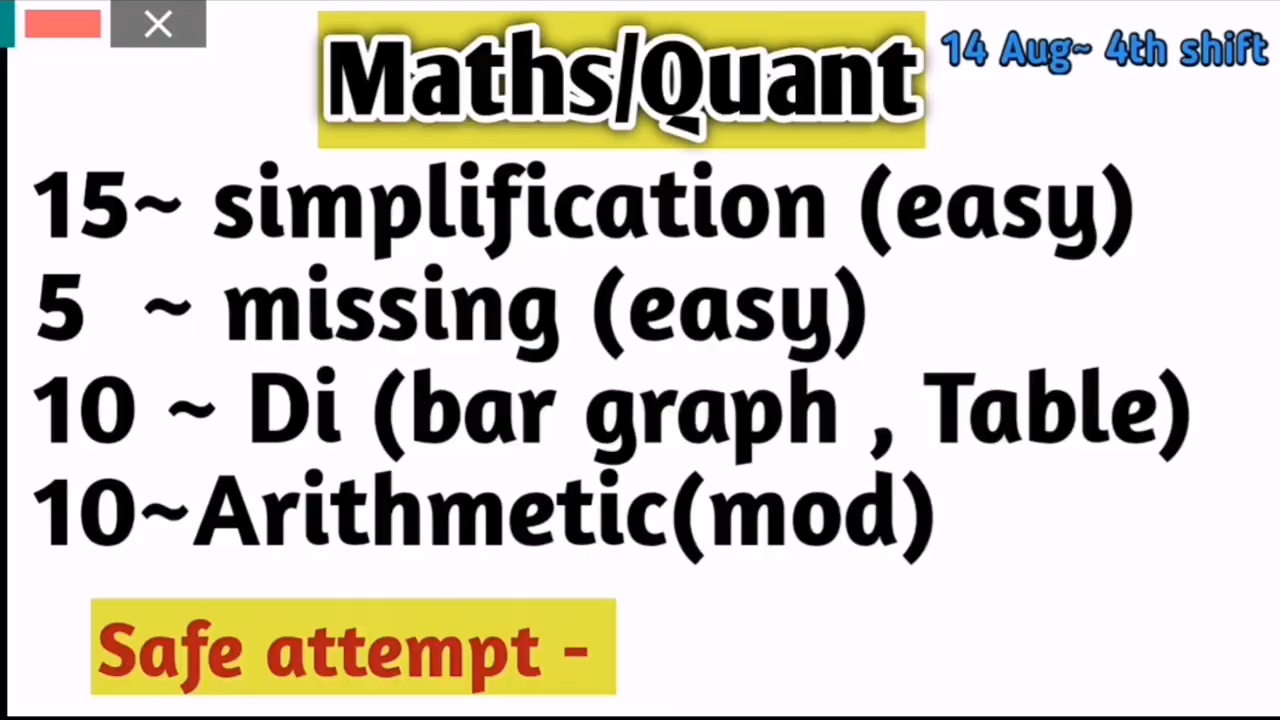 Maths/Quant
14 Aug~ 4th shift
15~ simplification (easy)
5 ~ missing (easy)
10 ~ Di (bar graph , Table)
10~Arithmetic(mod)
Safe attempt -